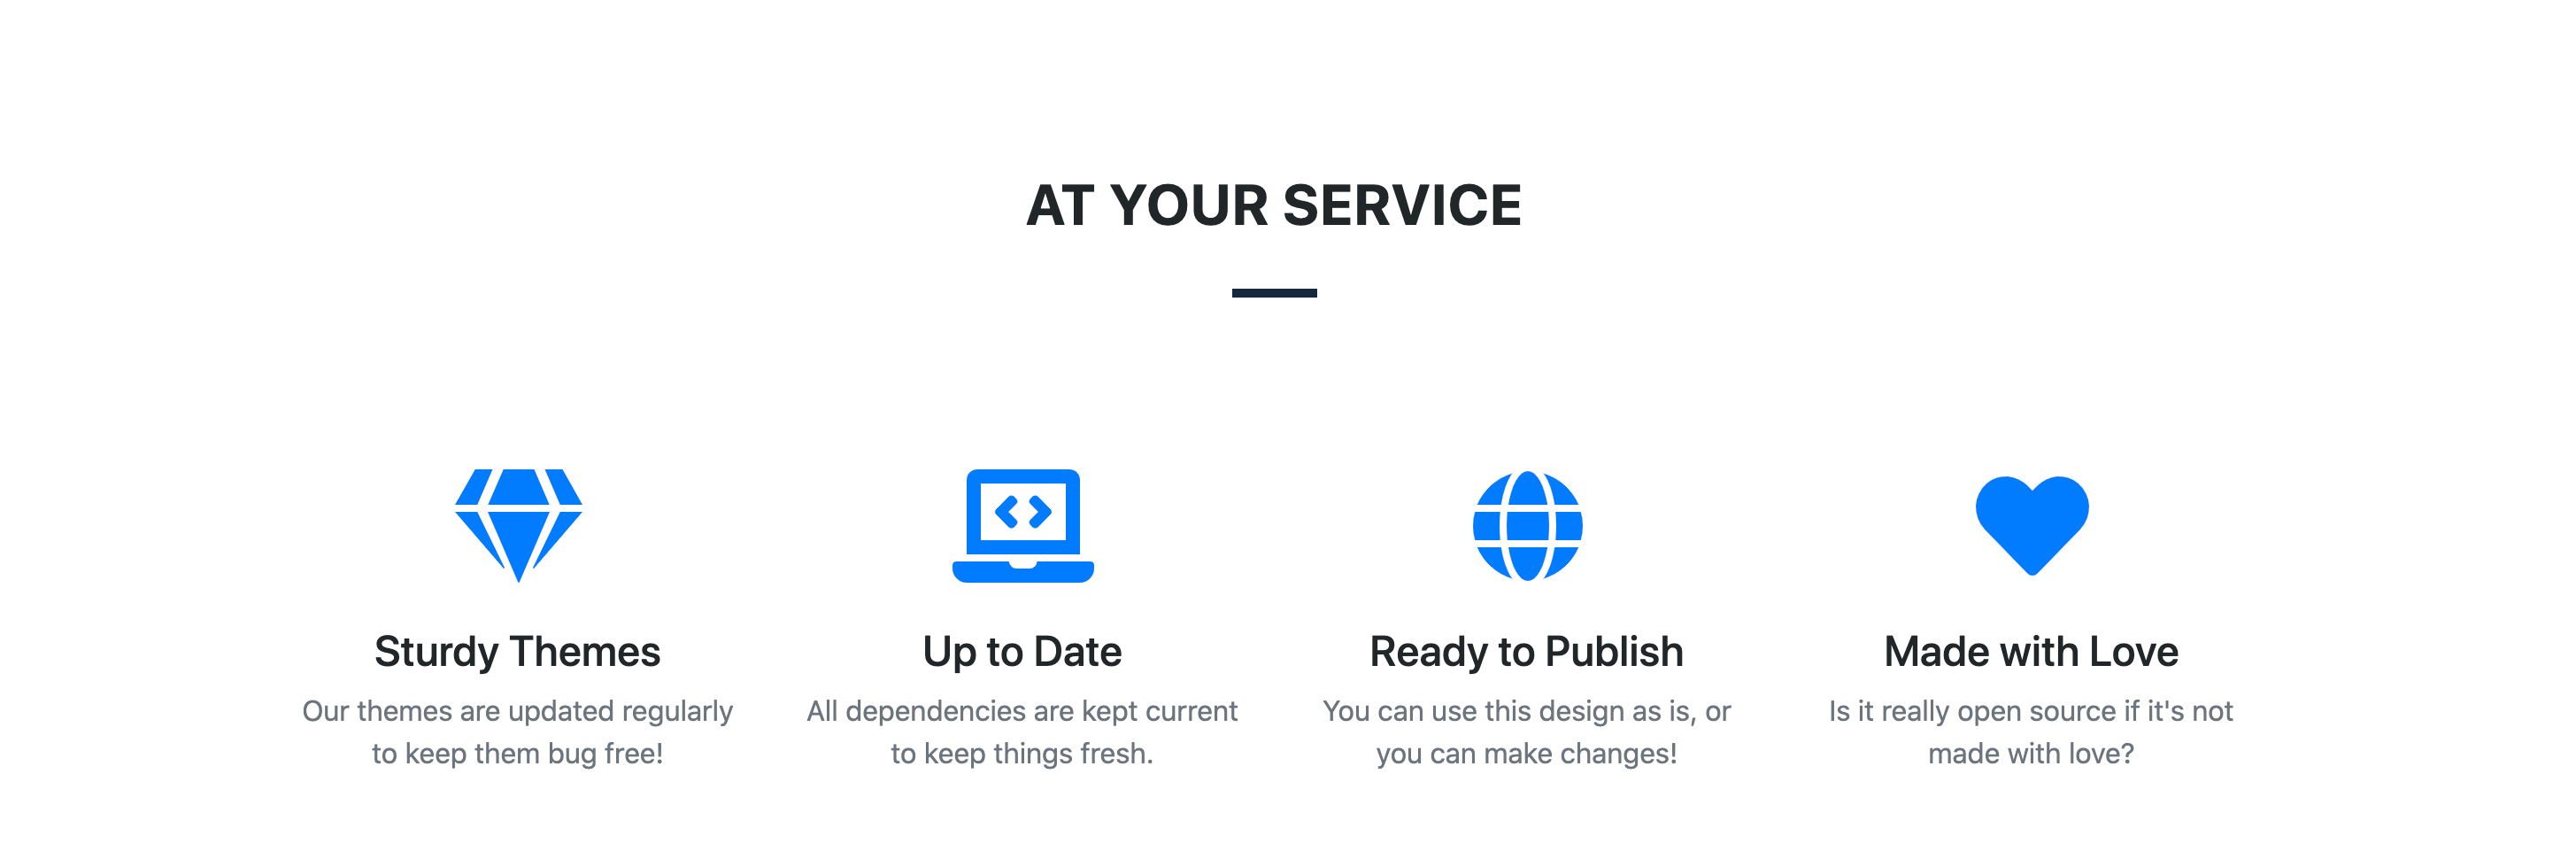 AT YOUR SERVICE
Sturdy Themes
Our themes are updated regularly
to keep them bug free!
Up to Date
All dependencies are kept current
to keep things fresh.
Ready to Publish
You can use this design as is, or
you can make changes!
Made with Love
Is it really open source if it's not
made with love?